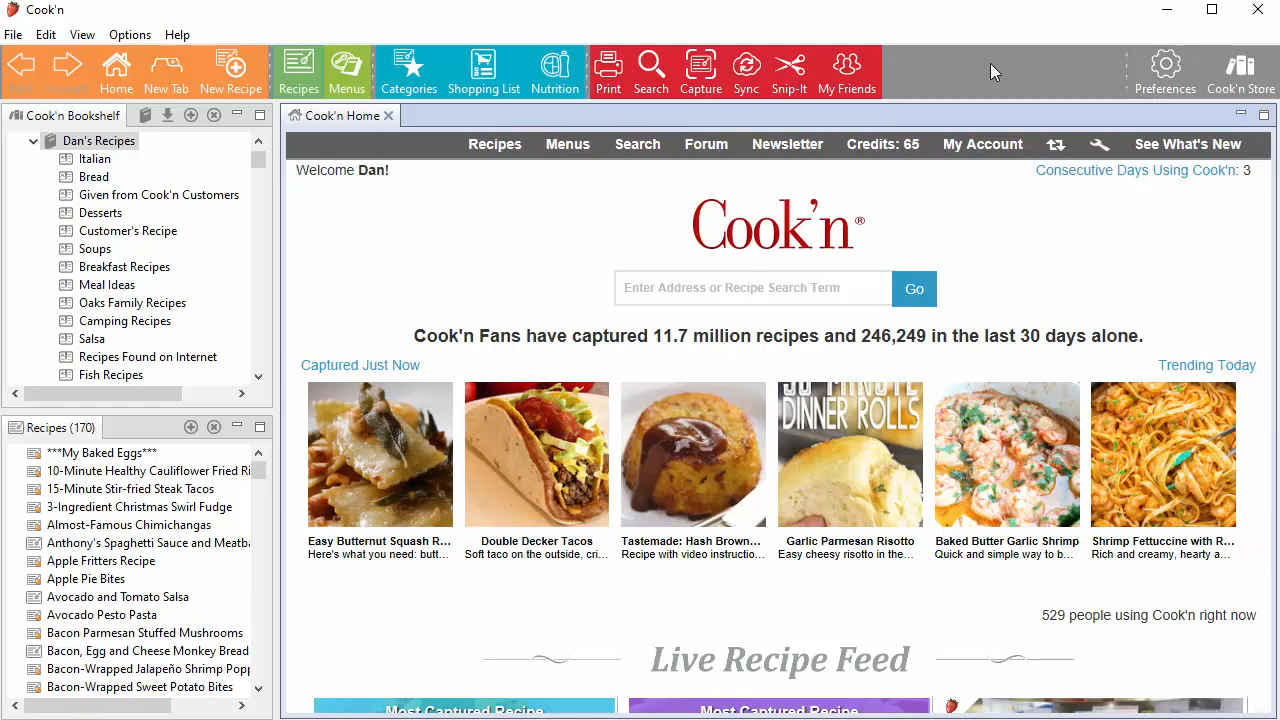 Cook'n
File Edit View Options Help
Home New Tab New Recipe Recipes Menus Categories Shopping List Nutrition Print Search Capture Sync Snip-It My Friends Preferences Cook'n Store
Cook'n Bookshelf
Dan's Recipes
Italian
Bread
Given from Cook'n Customers
Desserts
Customer's Recipe
Soups
Breakfast Recipes
Meal Ideas
Oaks Family Recipes
Camping Recipes
Salsa
Recipes Found on Internet
Fish Recipes
Recipes (170)
***My Baked Eggs***
10-Minute Healthy Cauliflower Fried Ri
15-Minute Stir-fried Steak Tacos
3-Ingredient Christmas Swirl Fudge
Almost-Famous Chimichangas
Anthony's Spaghetti Sauce and Meatba
Apple Fritters Recipe
Apple Pie Bites
Avocado and Tomato Salsa
Avocado Pesto Pasta
Bacon Parmesan Stuffed Mushrooms
Bacon, Egg and Cheese Monkey Bread
Bacon-Wrapped Jalapeño Shrimp Popp
Bacon-Wrapped Sweet Potato Bites
Cook'n Home
Recipes Menus Search Forum Newsletter Credits: 65 My Account See What's New
Welcome Dan!
Consecutive Days Using Cook'n: 3
Cook'n®
Enter Address or Recipe Search Term
Go
Cook'n Fans have captured 11.7 million recipes and 246,249 in the last 30 days alone.
Captured Just Now
Trending Today
MINUTE
DINNER ROLLS
Easy Butternut Squash R...
Here's what you need: butt...
Double Decker Tacos
Soft taco on the outside, cri...
Tastemade: Hash Brown...
Recipe with video instructio...
Garlic Parmesan Risotto
Easy cheesy risotto in the...
Baked Butter Garlic Shrimp
Quick and simple way to b...
Shrimp Fettuccine with R...
Rich and creamy, hearty a...
529 people using Cook'n right now
Live Recipe Feed
Most Captured Recipe
Most Captured Recipe